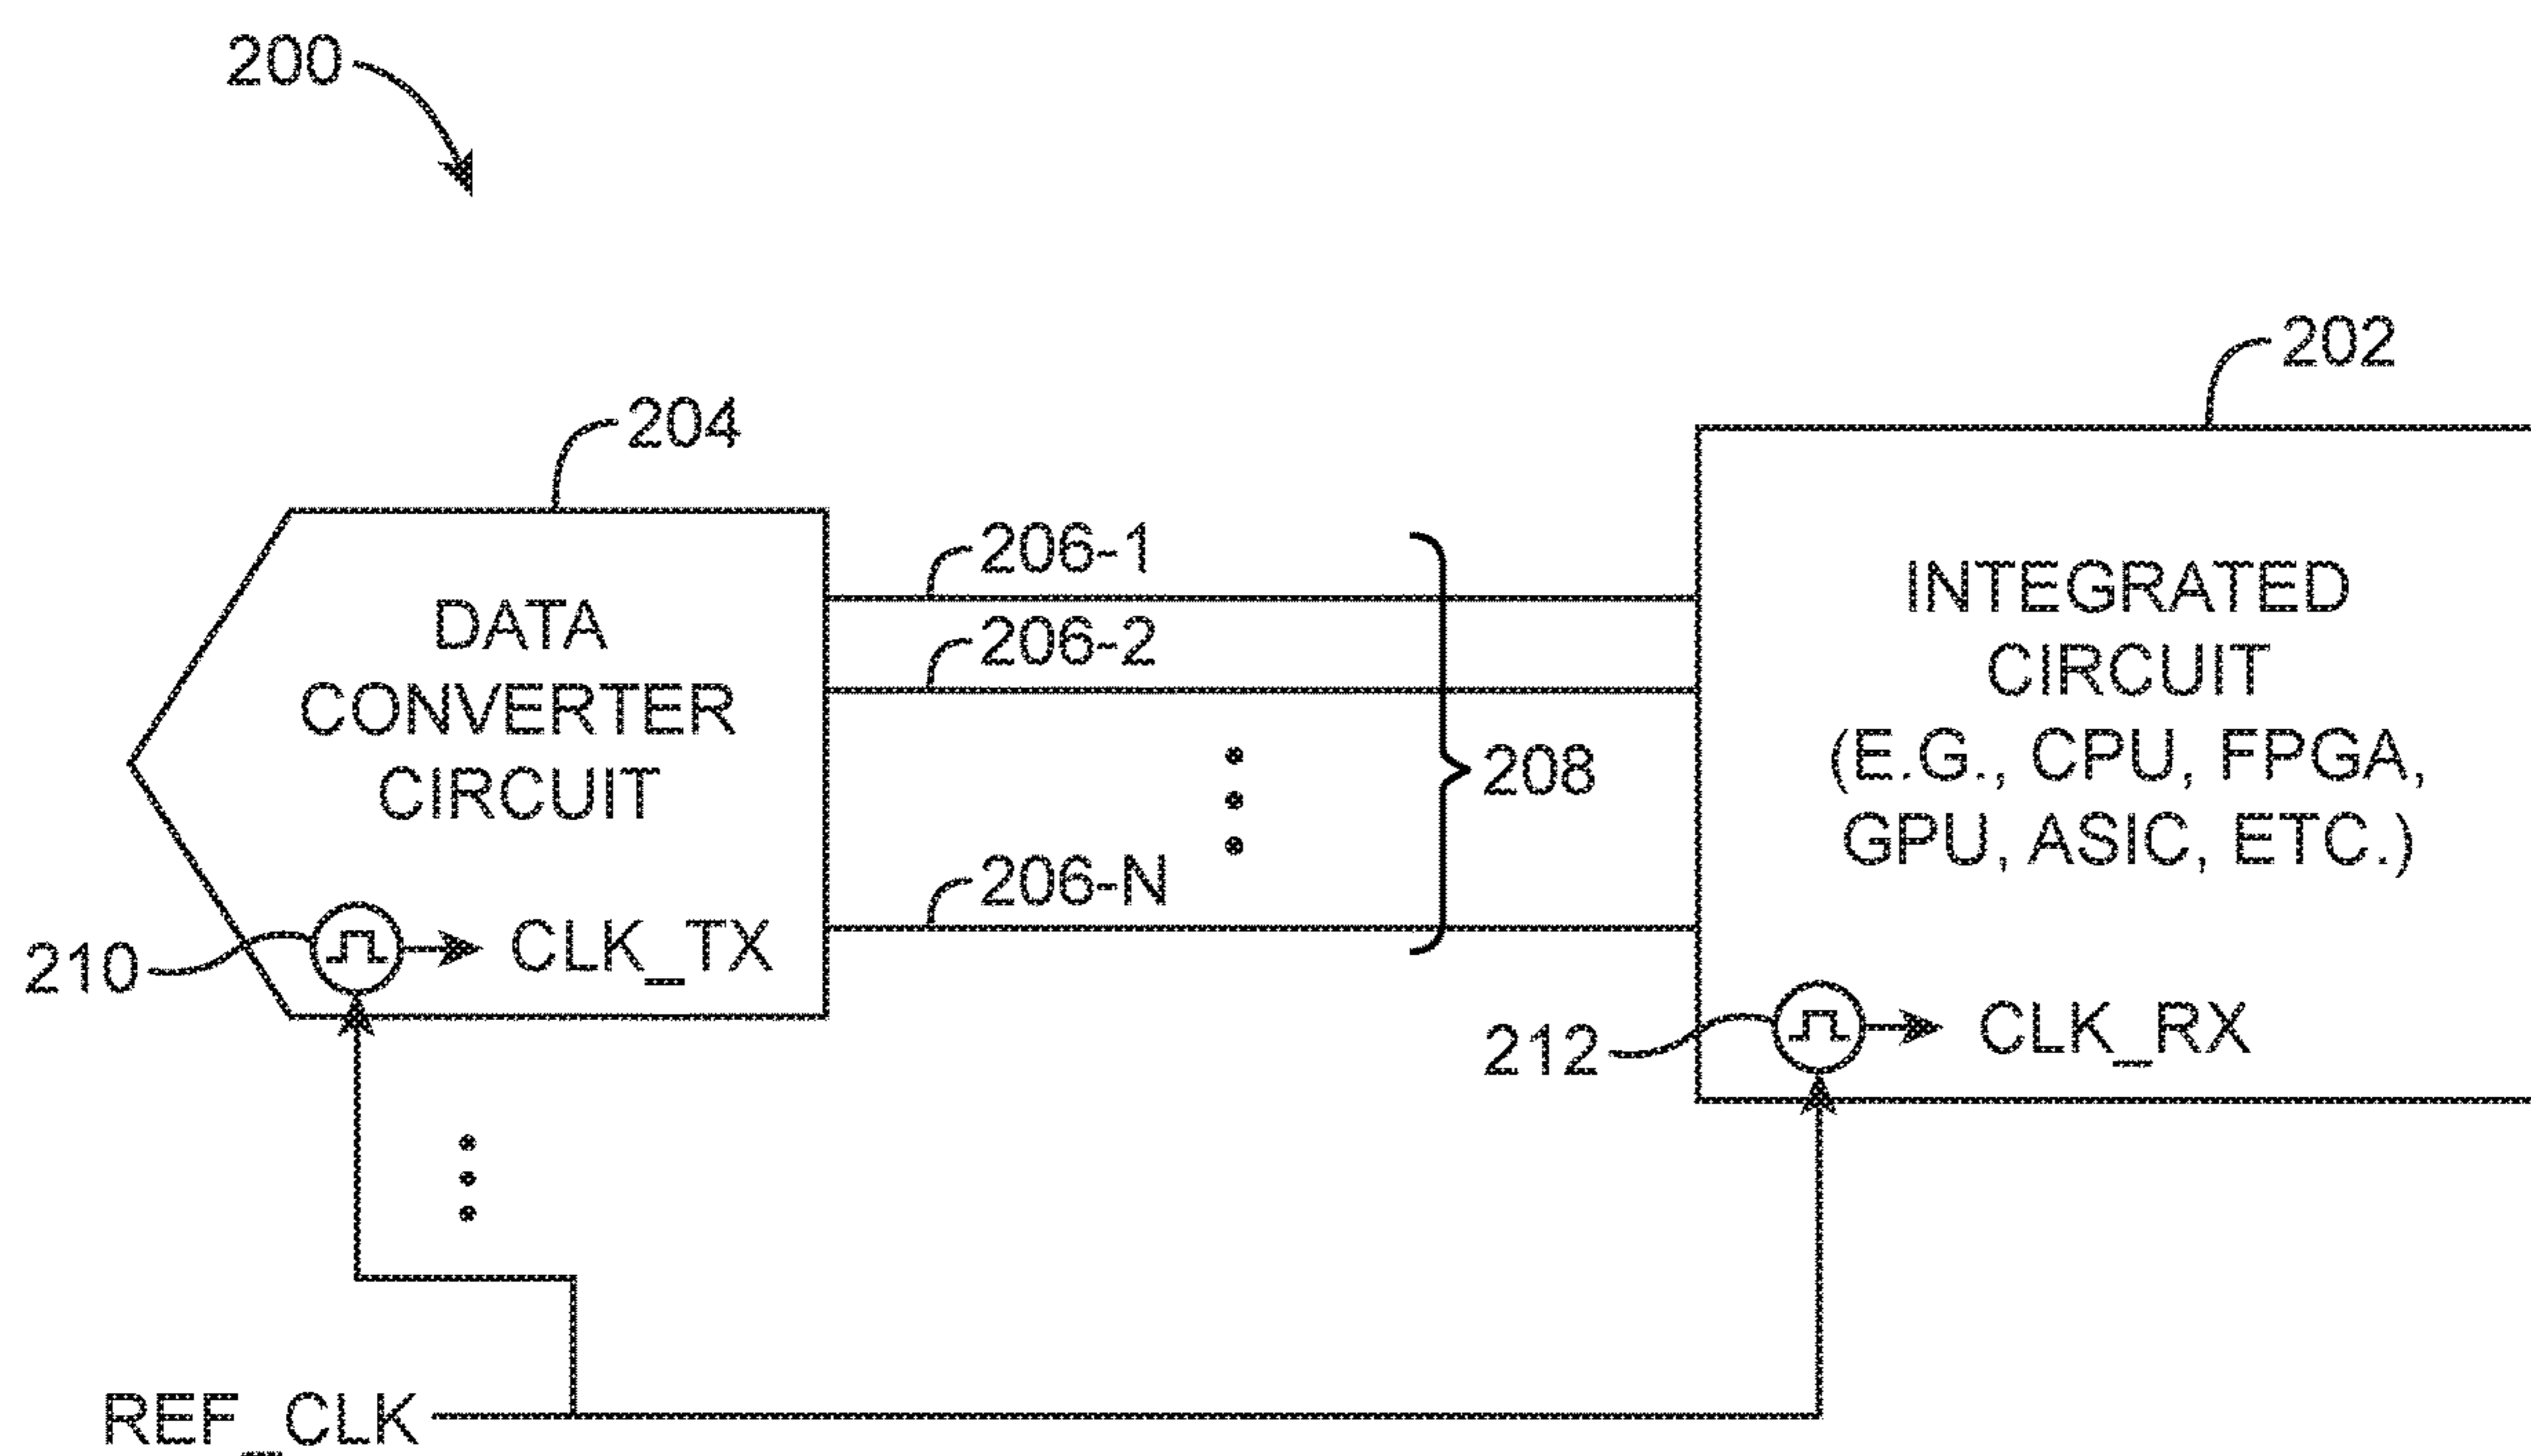 200
202
204
206-1
206-2
206-N
208
DATA
CONVERTER
CIRCUIT
INTEGRATED
CIRCUIT
(E.G., CPU, FPGA,
GPU, ASIC, ETC.)
210
CLK_TX
212
CLK_RX
REF_CLK